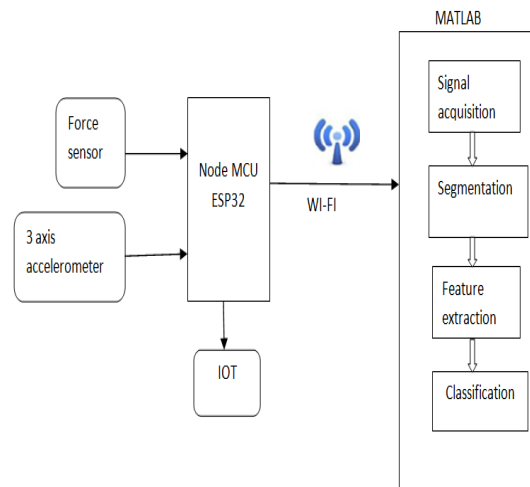 MATLAB
Signal
acquisition
Force
sensor
Node MCU
ESP32
WI-FI
Segmentation
3 axis
accelerometer
Feature
extraction
IOT
Classification